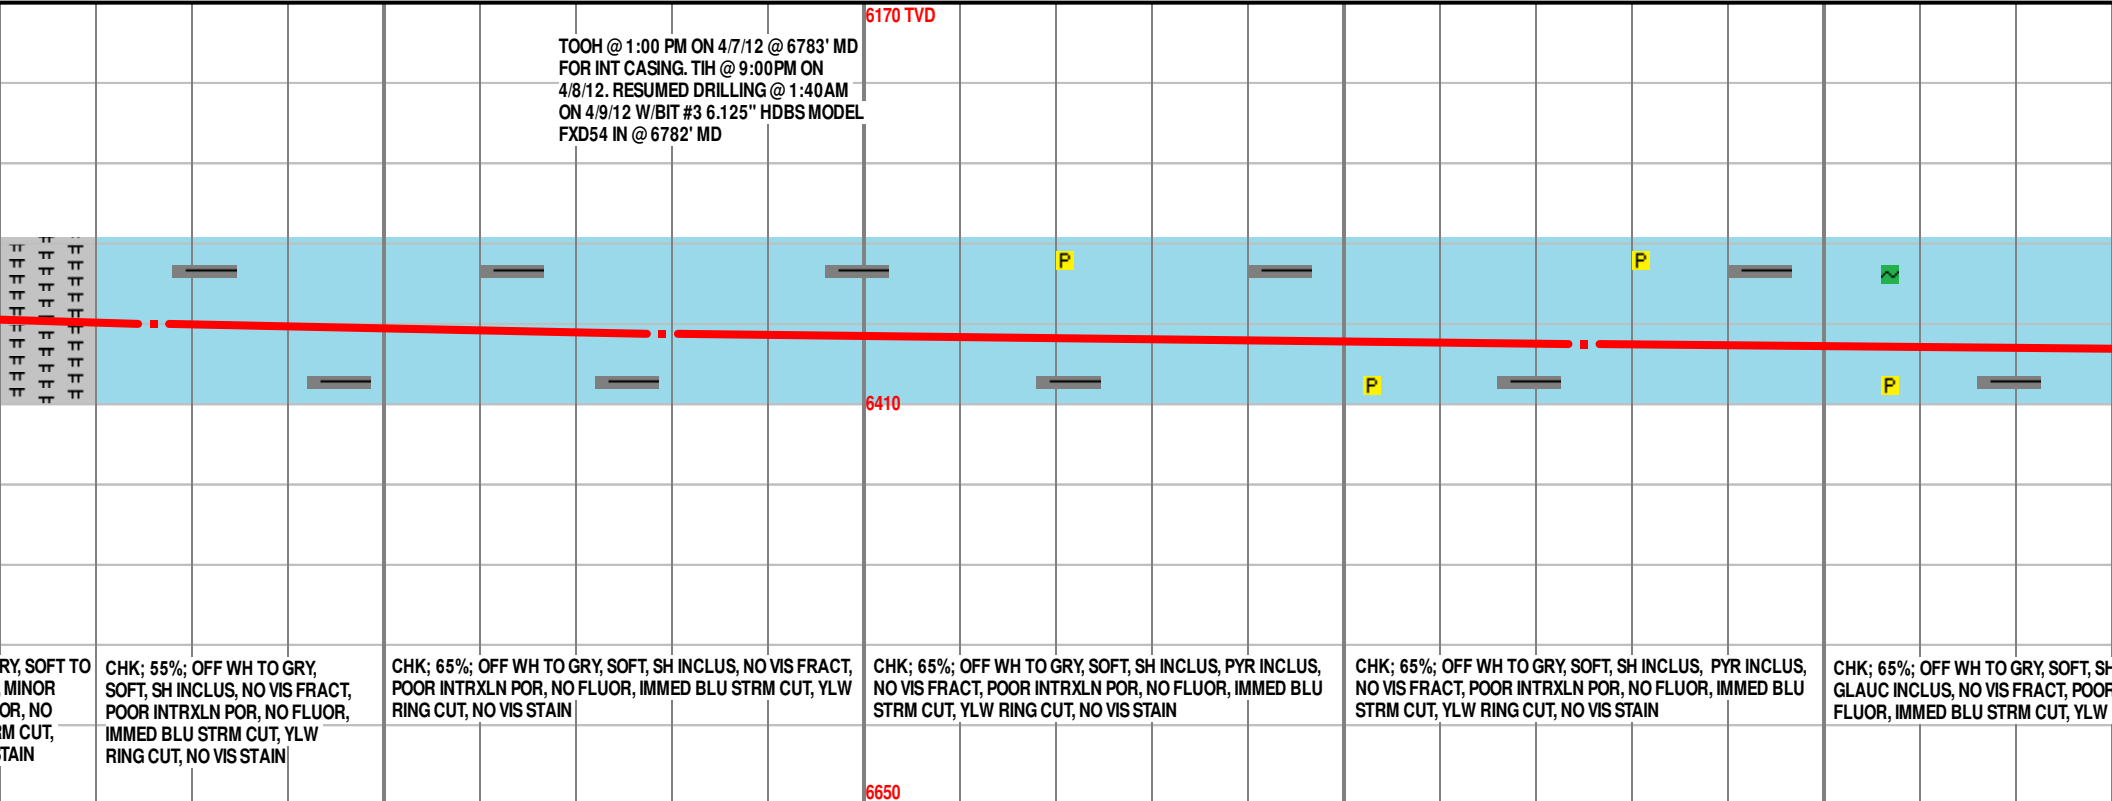 6170 TVD
TOOH @ 1:00 PM ON 4/7/12 @ 6783' MD
FOR INT CASING. TIH @ 9:00PM ON
4/8/12. RESUMED DRILLING @ 1:40AM
ON 4/9/12 W/BIT #3 6.125" HDBS MODEL
FXD54 IN @ 6782' MD
P
P
P
P
6410
RY, SOFT TO
, MINOR
OR, NO
RM CUT,
STAIN
CHK; 55%; OFF WH TO GRY,
SOFT, SH INCLUS, NO VIS FRACT,
POOR INTRXLN POR, NO FLUOR,
IMMED BLU STRM CUT, YLW
RING CUT, NO VIS STAIN
CHK; 65%; OFF WH TO GRY, SOFT, SH INCLUS, NO VIS FRACT,
POOR INTRXLN POR, NO FLUOR, IMMED BLU STRM CUT, YLW
RING CUT, NO VIS STAIN
CHK; 65%; OFF WH TO GRY, SOFT, SH INCLUS, PYR INCLUS,
NO VIS FRACT, POOR INTRXLN POR, NO FLUOR, IMMED BLU
STRM CUT, YLW RING CUT, NO VIS STAIN
CHK; 65%; OFF WH TO GRY, SOFT, SH INCLUS, PYR INCLUS,
NO VIS FRACT, POOR INTRXLN POR, NO FLUOR, IMMED BLU
STRM CUT, YLW RING CUT, NO VIS STAIN
CHK; 65%; OFF WH TO GRY, SOFT, SH
GLAUC INCLUS, NO VIS FRACT, POOR
FLUOR, IMMED BLU STRM CUT, YLW
6650